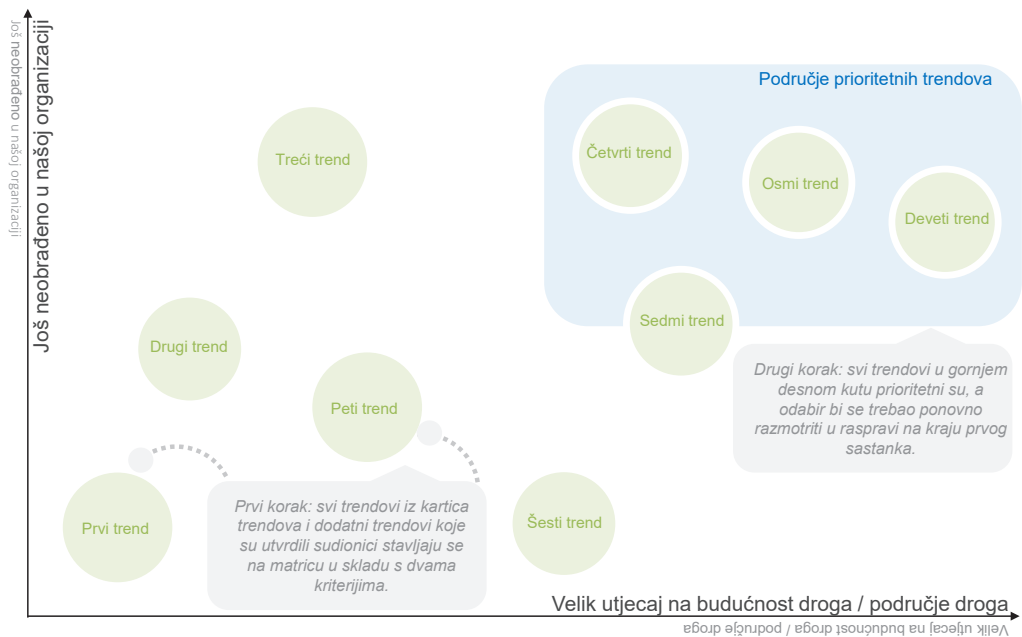 Još neobrađeno u našoj organizaciji
Još neobrađeno u našoj organizaciji
Područje prioritetnih trendova
Treći trend
Četvrti trend
Osmi trend
Deveti trend
Sedmi trend
Drugi trend
Peti trend
Drugi korak: svi trendovi u gornjem
desnom kutu prioritetni su, a
odabir bi se trebao ponovno
razmotriti u raspravi na kraju prvog
sastanka.
Prvi trend
Prvi korak: svi trendovi iz kartica
trendova i dodatni trendovi koje
su utvrdili sudionici stavljaju se
na matricu u skladu s dvama
kriterijima.
Šesti trend
Velik utjecaj na budućnost droga / područje droga
Velik utjecaj na budućnost droga / područje droga